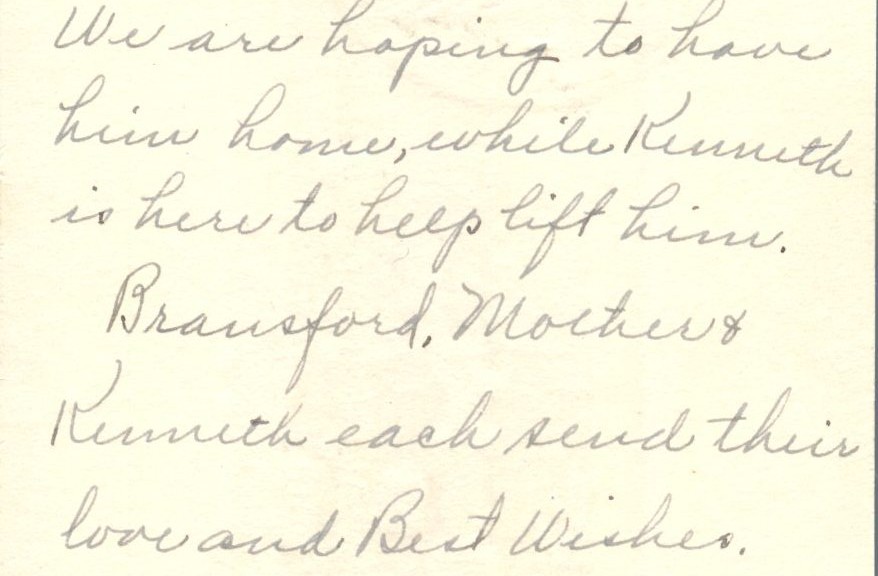 We are hoping to have
him home, while Kenneth
is here to help lift him.
Bransford, Mother &
Kenneth each send their
love and Best Wishes.